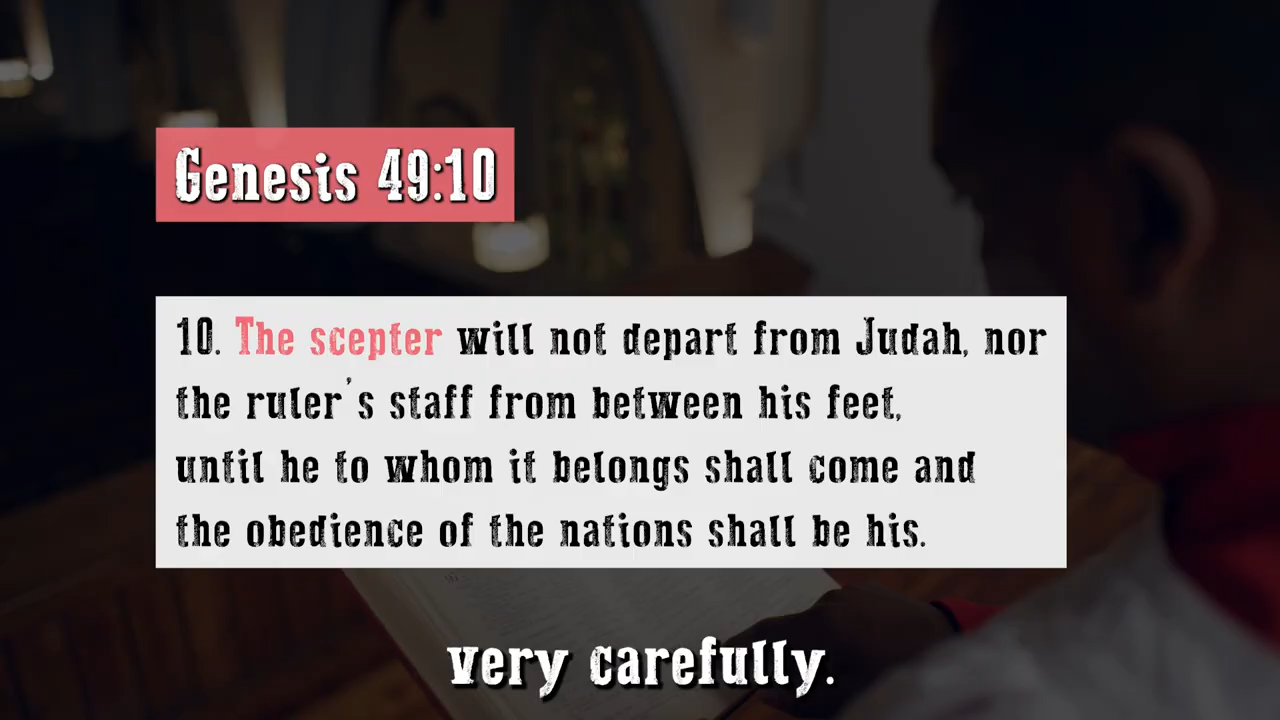 Genesis 49:10
10. The scepter will not depart from Judah, nor
the ruler's staff from between his feet,
until he to whom it belongs shall come and
the obedience of the nations shall be his.
very carefully.